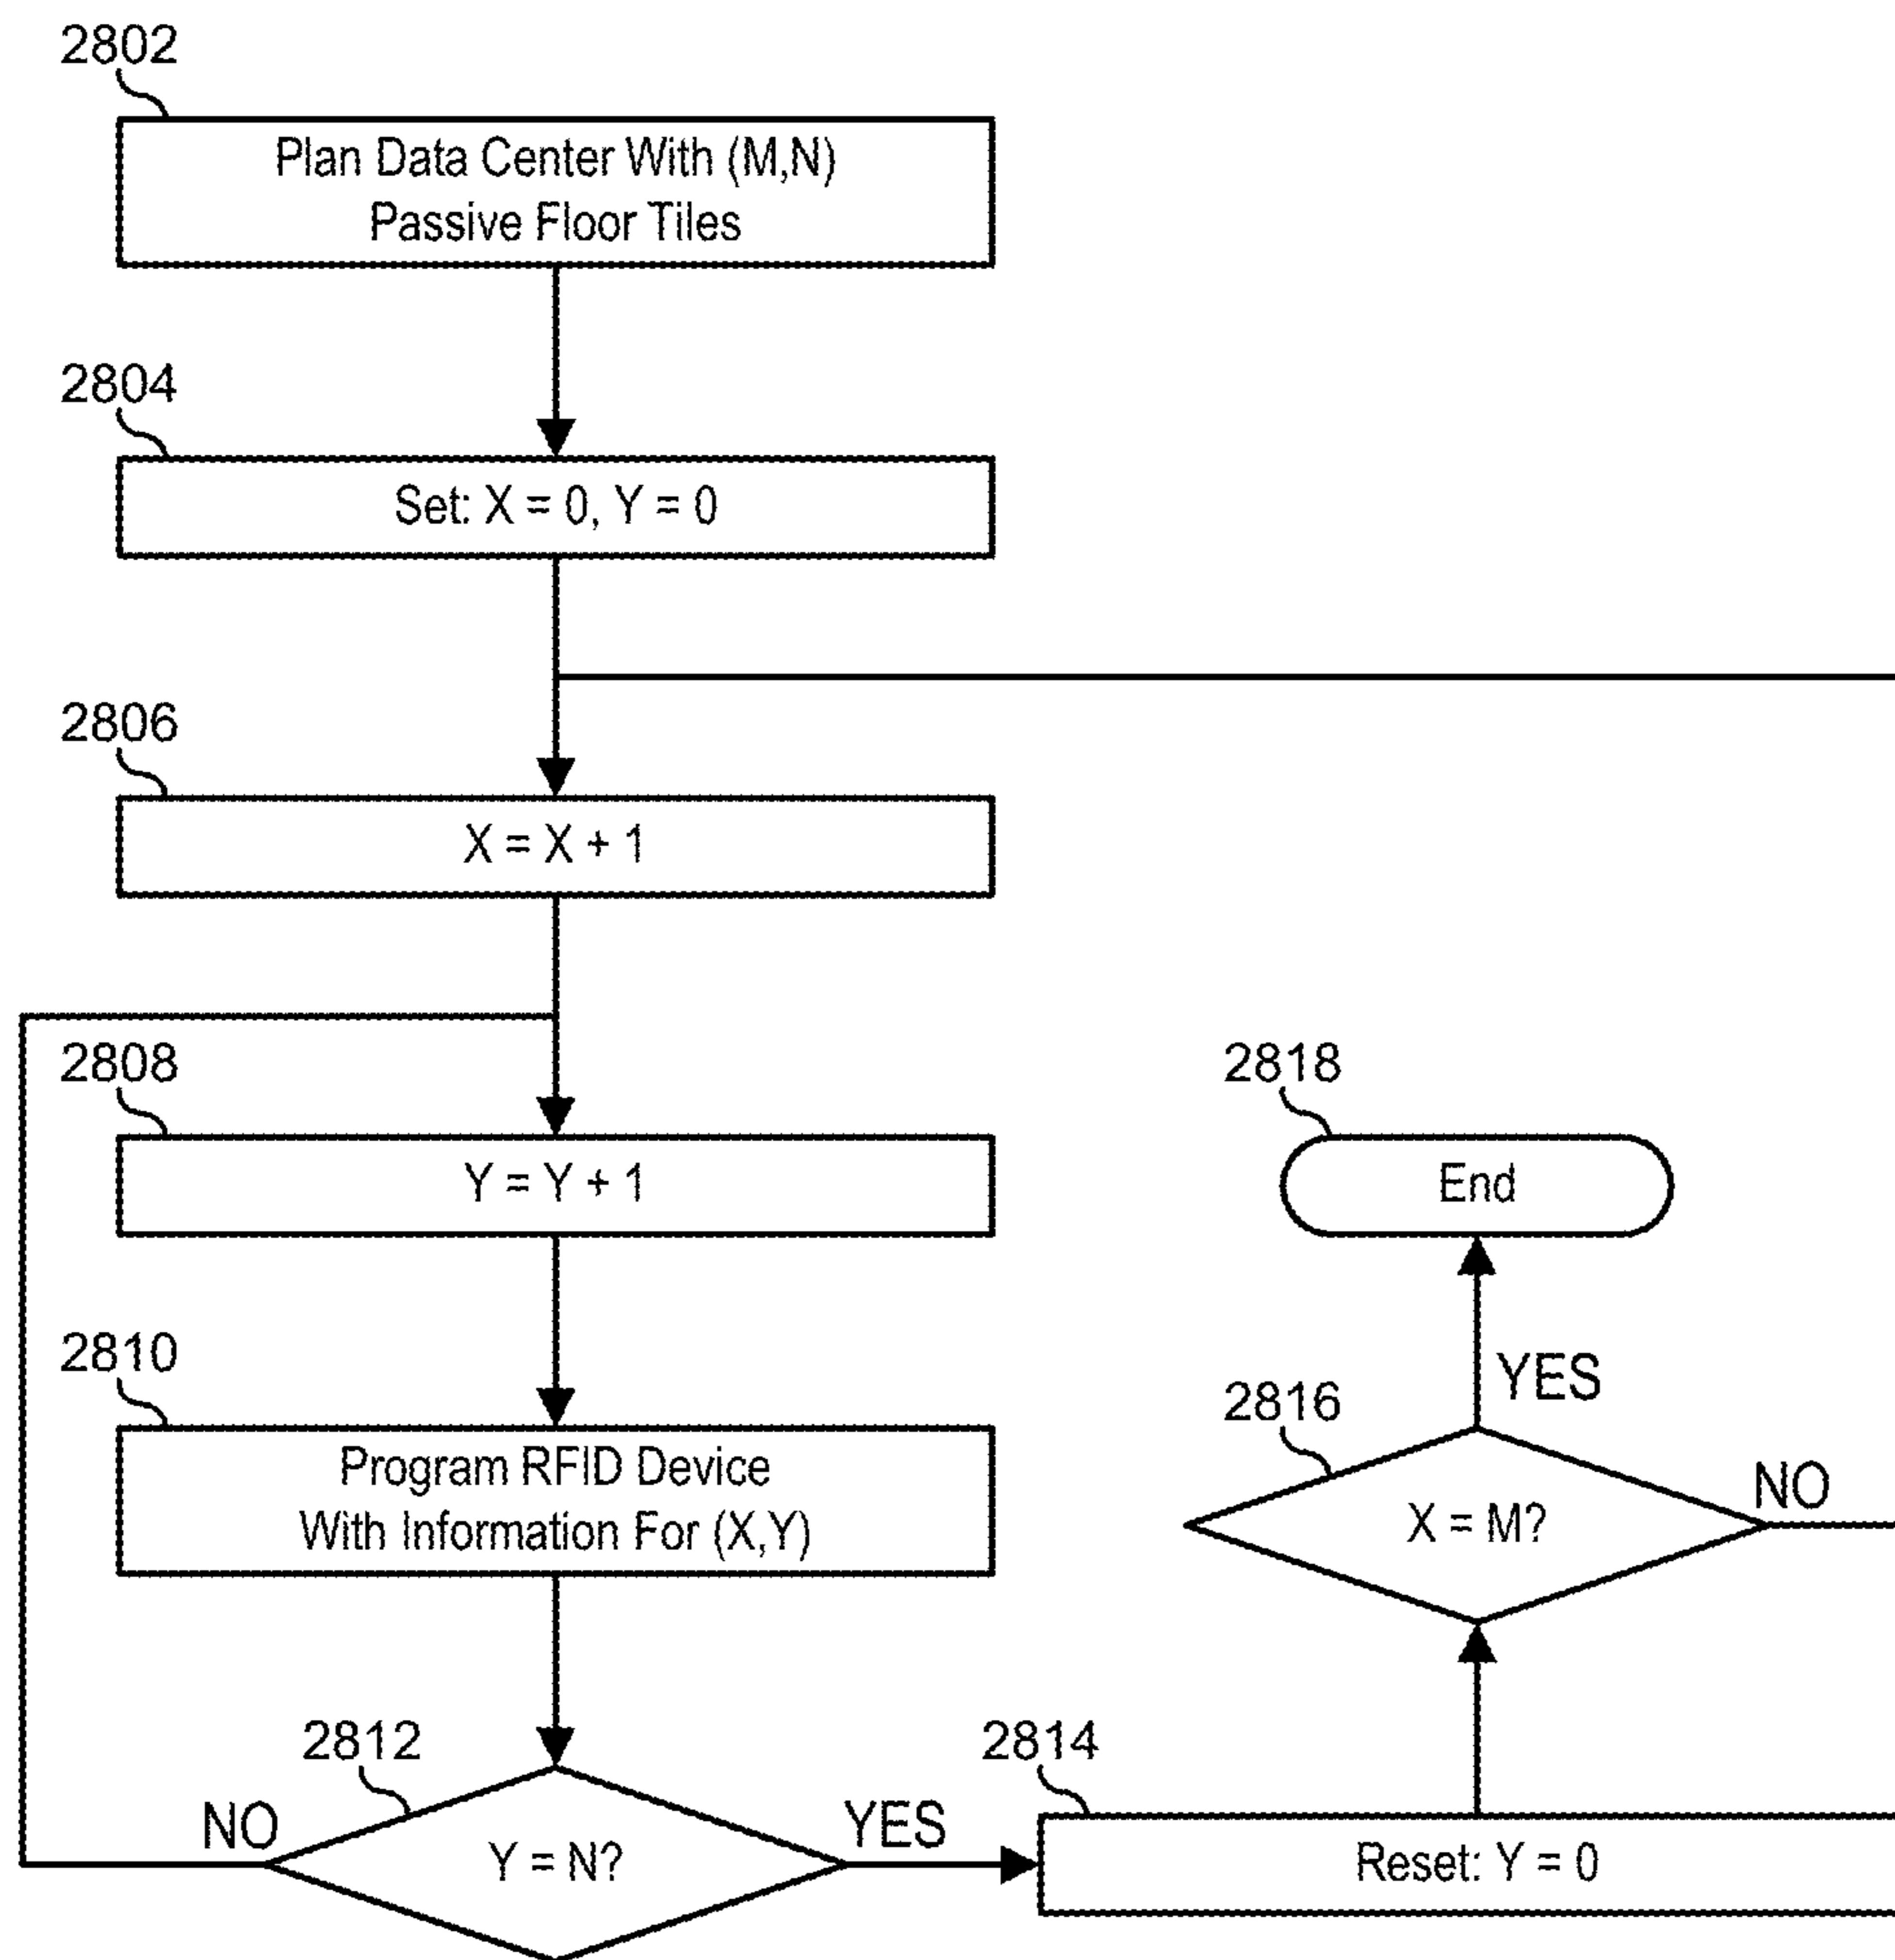 2802
Plan Data Center With (M,N)
Passive Floor Tiles
2804
Set: X = 0, Y = 0
2806
X = X + 1
2808
Y = Y + 1
2810
Program RFID Device
With Information For (X,Y)
2812
Y = N?
NO
YES
2814
Reset: Y = 0
2816
X = M?
NO
YES
2818
End